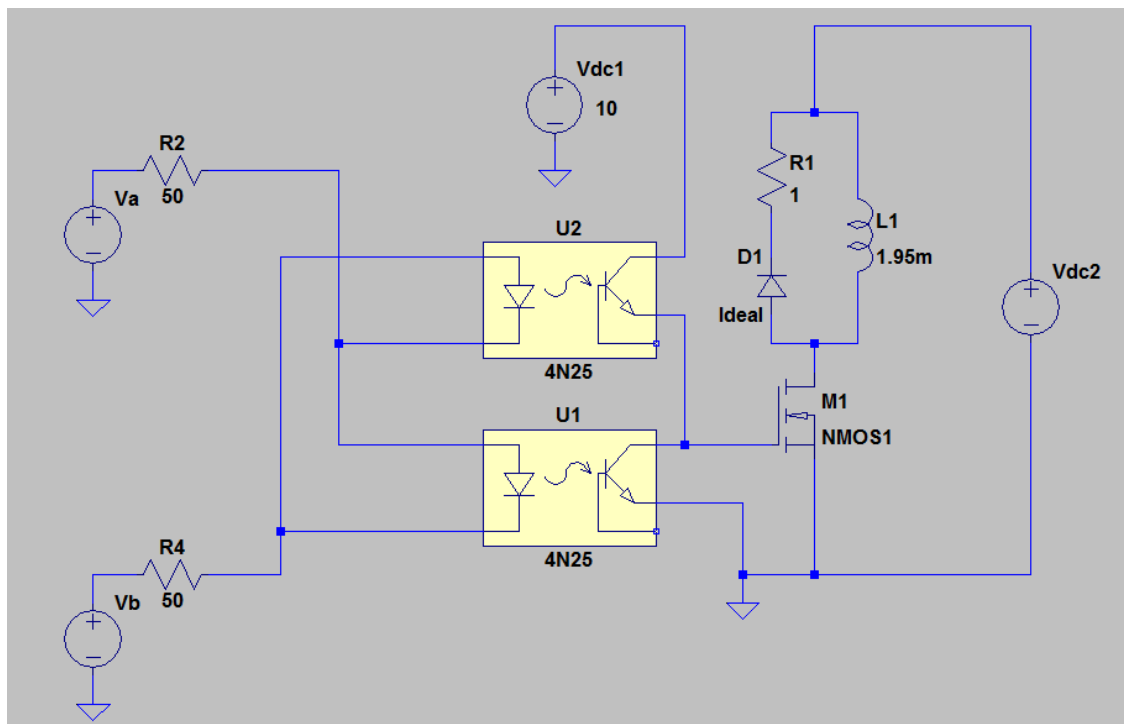 Vdc1
10
R2
50
Va
R1
1
L1
1.95m
U2
D1
Ideal
Vdc2
4N25
U1
M1
NMOS1
4N25
R4
50
Vb